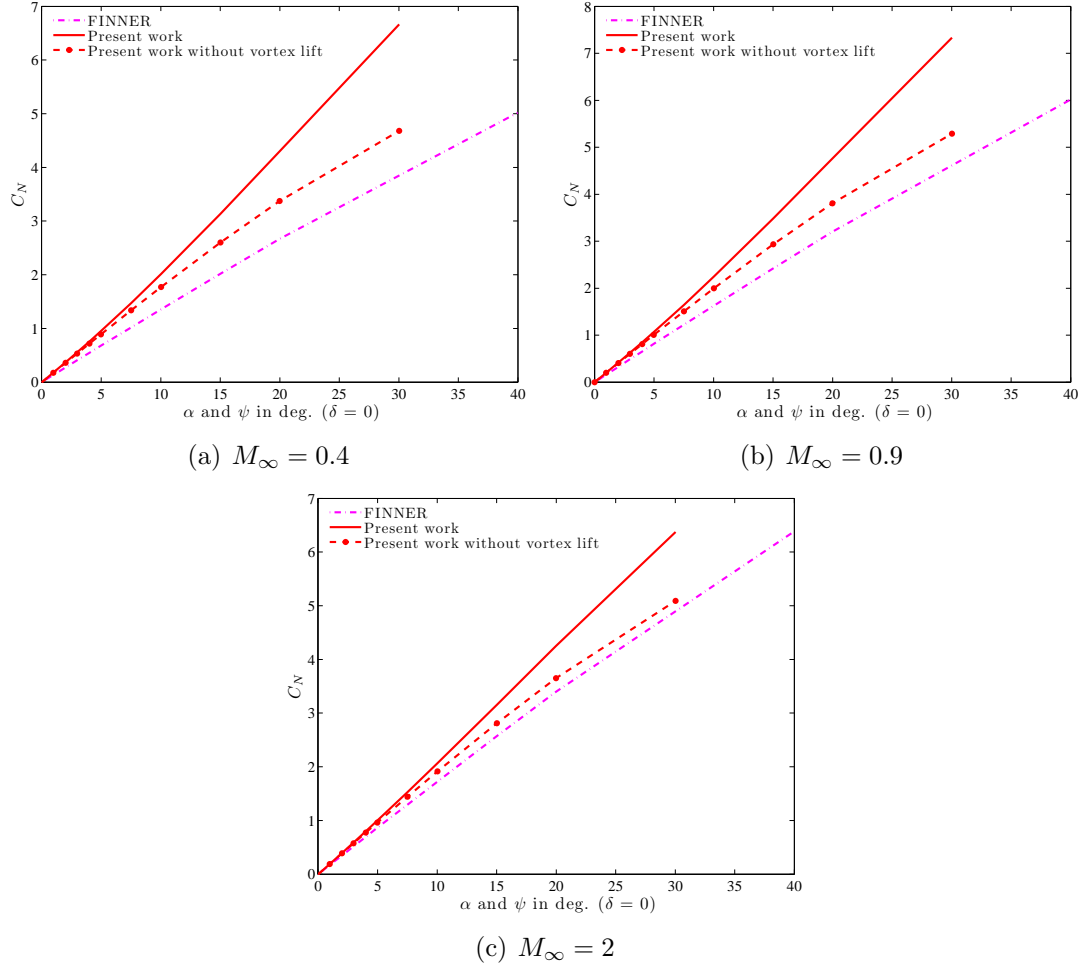 7
6
5
4
3
2
1
0
C_N
FINNER
Present work
Present work without vortex lift
0 5 10 15 20 25 30 35 40
α and ψ in deg. (δ = 0)
(a) M∞ = 0.4
8
7
6
5
4
3
2
1
0
C_N
FINNER
Present work
Present work without vortex lift
0 5 10 15 20 25 30 35 40
α and ψ in deg. (δ = 0)
(b) M∞ = 0.9
7
6
5
4
3
2
1
0
C_N
FINNER
Present work
Present work without vortex lift
0 5 10 15 20 25 30 35 40
α and ψ in deg. (δ = 0)
(c) M∞ = 2